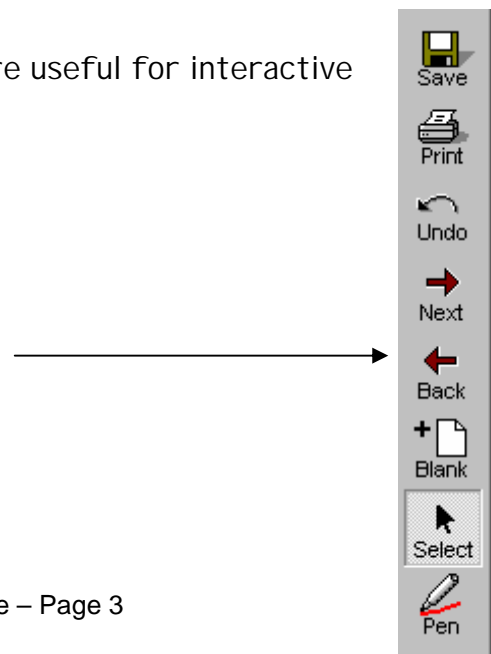 re useful for interactive
Save
Print
Undo
Next
Back
+
Blank
Select
Pen
e – Page 3